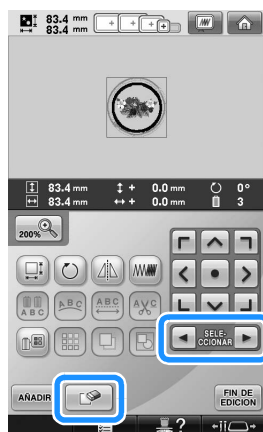 83.4 mm
83.4 mm
83.4 mm + 0.0 mm 0°
83.4 mm + 0.0 mm 3
200%
ABC ABC ABC AYC
SELE-
CCIONAR
AÑADIR
FIN DE
EDICION
?